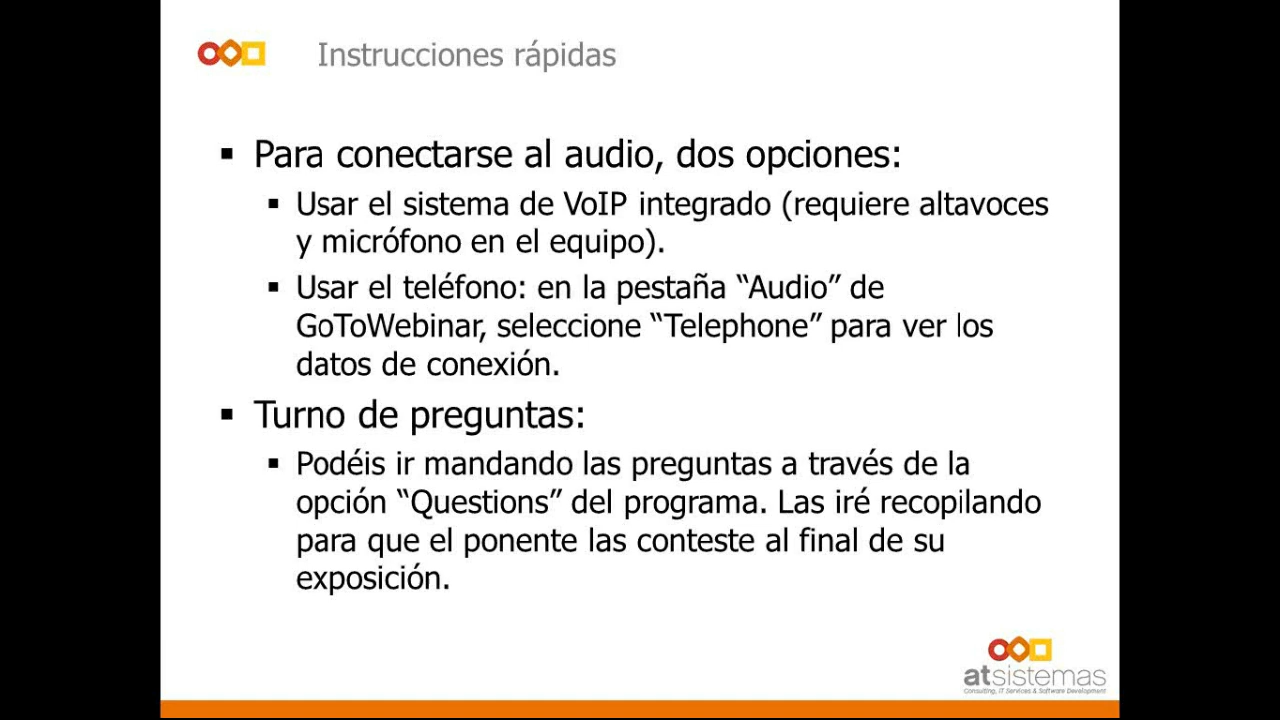 Instrucciones rápidas
▪ Para conectarse al audio, dos opciones:
▪ Usar el sistema de VoIP integrado (requiere altavoces
y micrófono en el equipo).
▪ Usar el teléfono: en la pestaña “Audio” de
GoToWebinar, seleccione “Telephone” para ver los
datos de conexión.
▪ Turno de preguntas:
▪ Podéis ir mandando las preguntas a través de la
opción “Questions” del programa. Las iré recopilando
para que el ponente las conteste al final de su
exposición.
atsistemas
Consulting, IT Services & Software Development